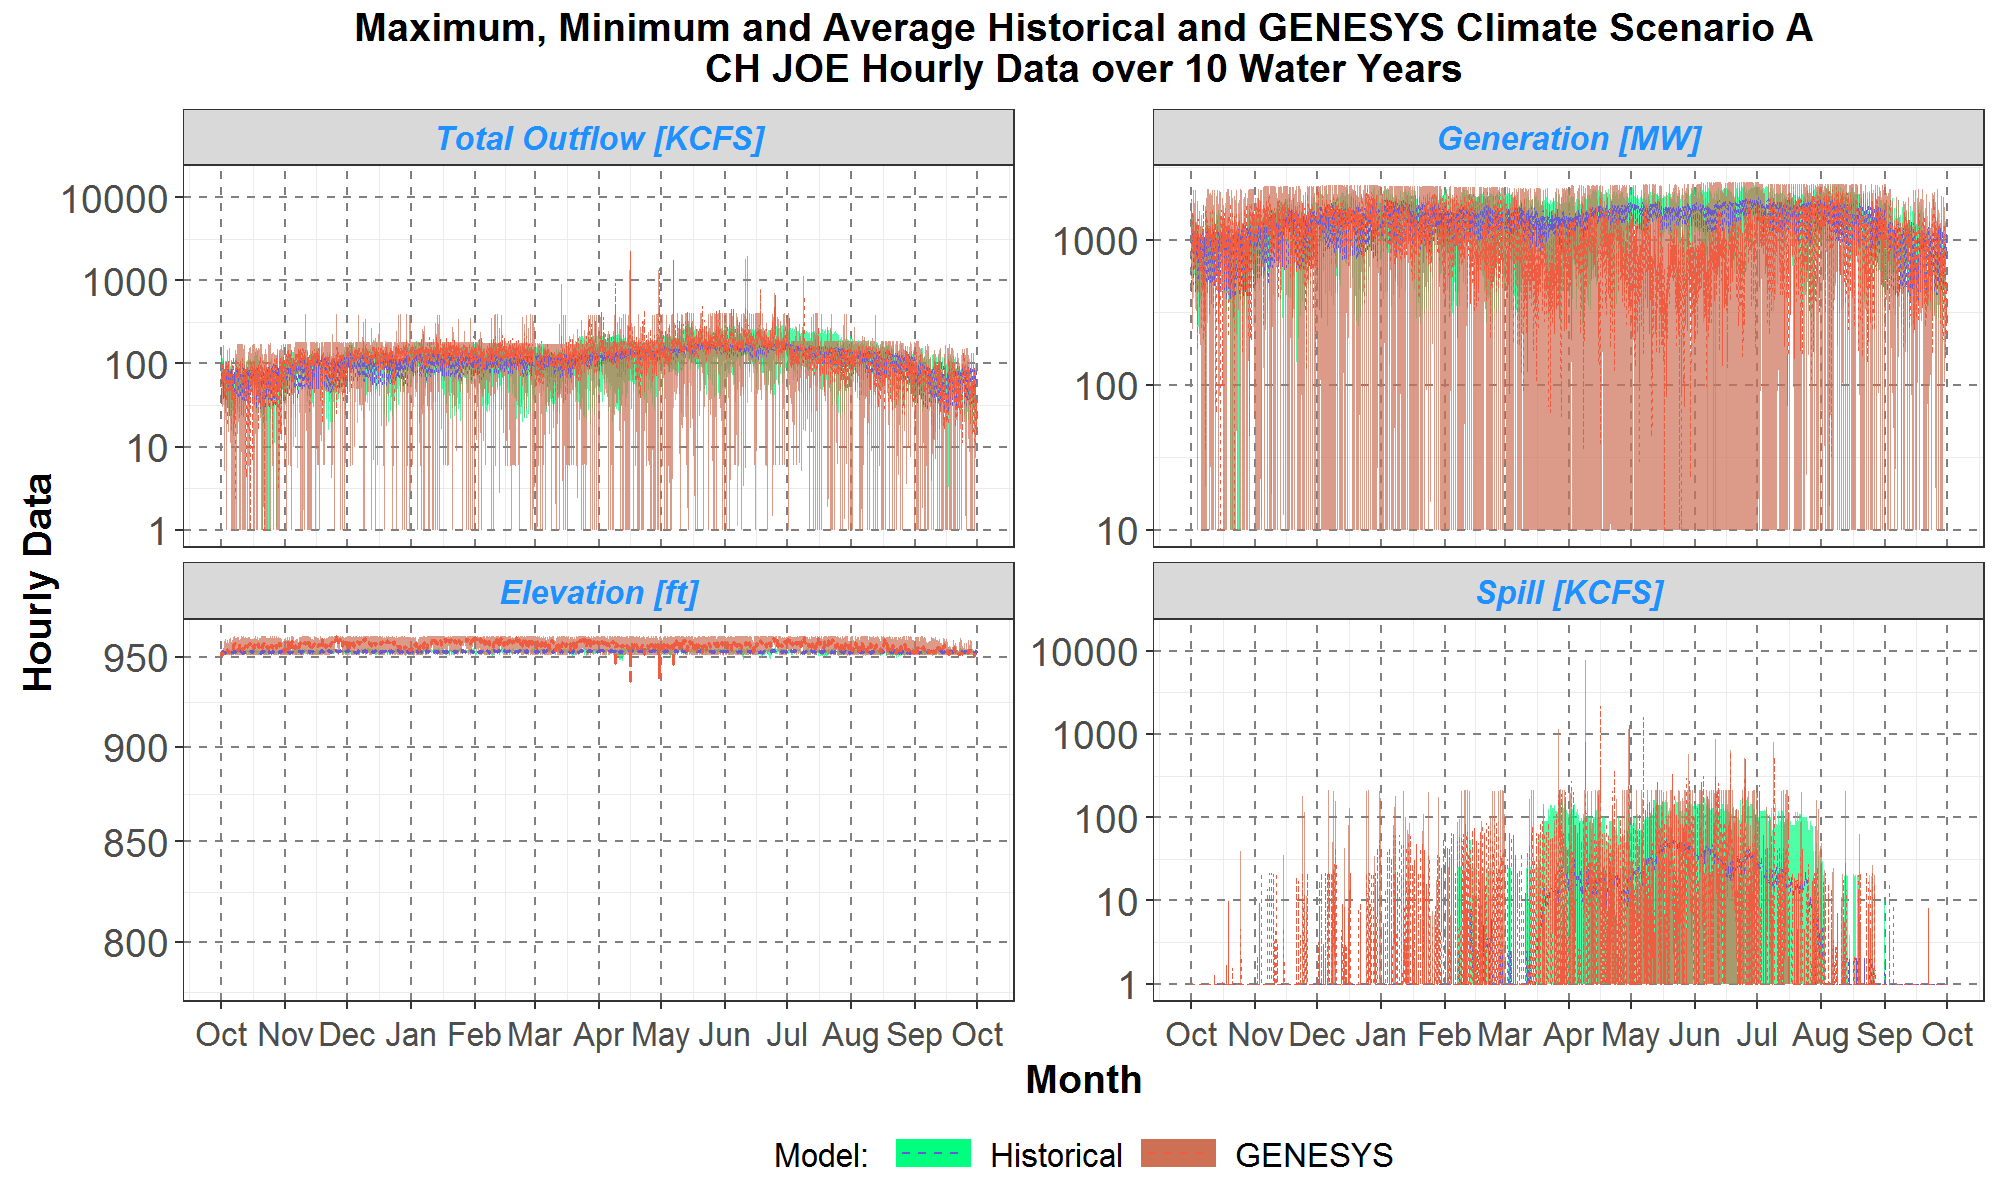 Maximum, Minimum and Average Historical and GENESYS Climate Scenario A
CH JOE Hourly Data over 10 Water Years
Total Outflow [KCFS]
Generation [MW]
10000
1000
100
10
1
1000
100
10
Elevation [ft]
Spill [KCFS]
950
900
850
800
10000
1000
100
10
1
Hourly Data
Oct Nov Dec Jan Feb Mar Apr May Jun Jul Aug Sep Oct
Oct Nov Dec Jan Feb Mar Apr May Jun Jul Aug Sep Oct
Month
Model: Historical GENESYS